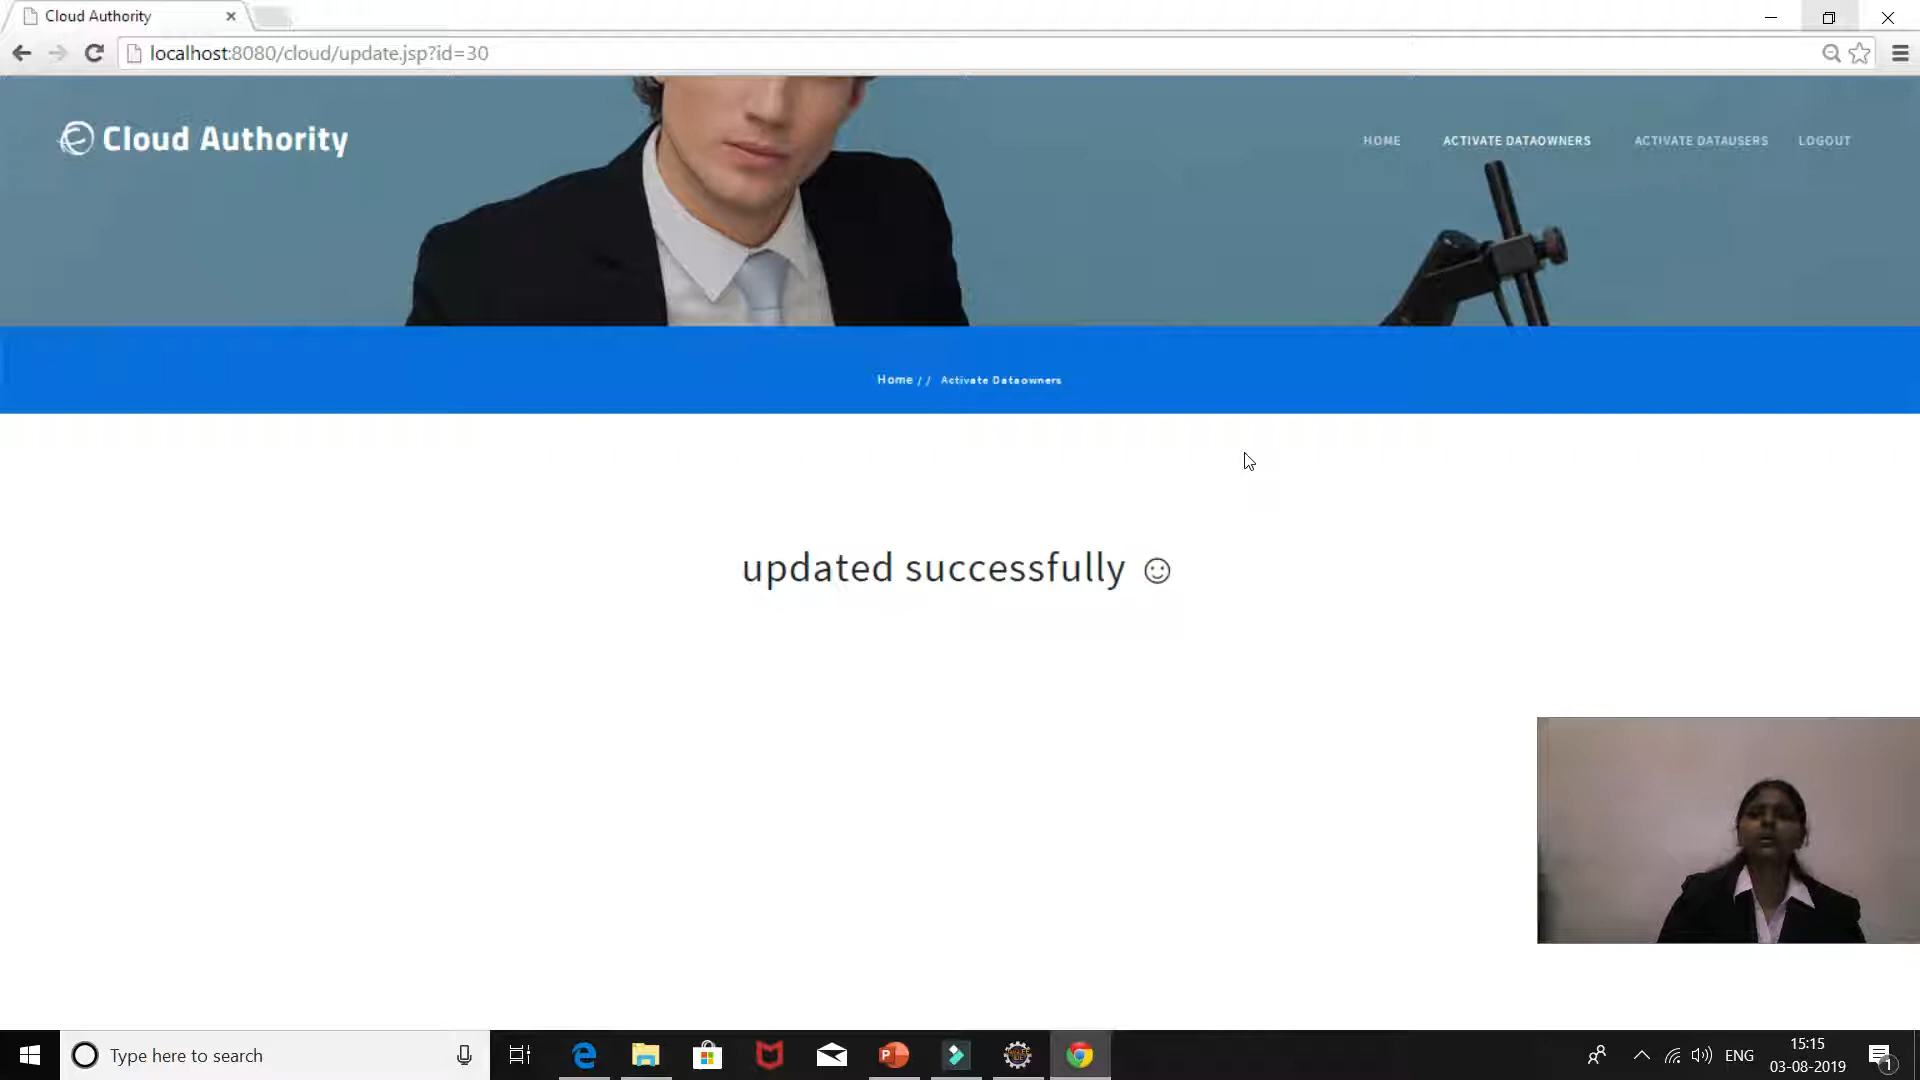 Cloud Authority
localhost:8080/cloud/update.jsp?id=30
Cloud Authority
HOME
ACTIVATE DATAOWNERS
ACTIVATE DATAUSERS
LOGOUT
Home // Activate Dataowners
updated successfully ☺
Type here to search
ENG
15:15
03-08-2019
1